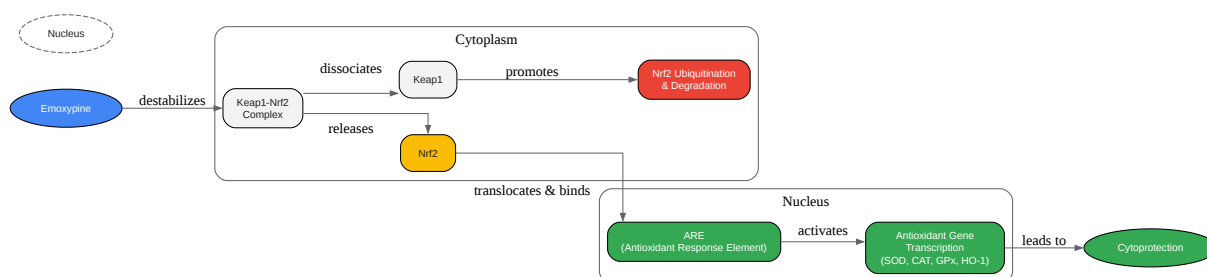 Nucleus
Cytoplasm
Emoxypine
destabilizes
Keap1-Nrf2
Complex
dissociates
releases
Keap1
promotes
Nrf2 Ubiquitination
& Degradation
Nrf2
translocates & binds
Nucleus
ARE
(Antioxidant Response Element)
activates
Antioxidant Gene
Transcription
(SOD, CAT, GPx, HO-1)
leads to
Cytoprotection